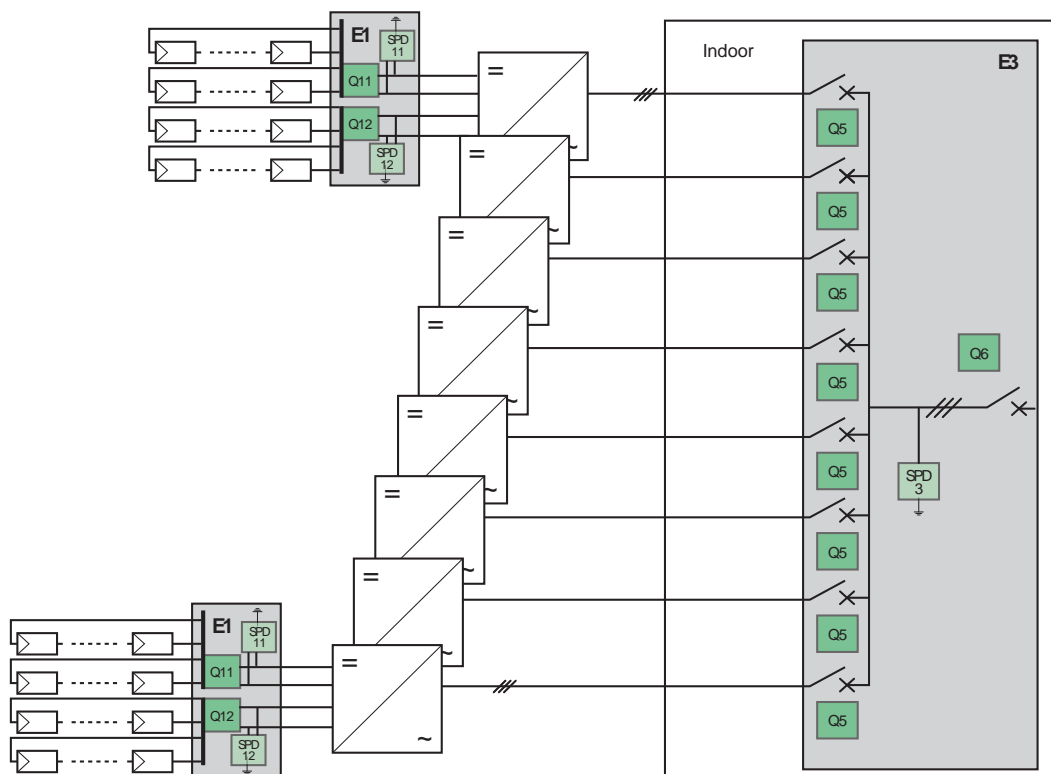 E1
SPD
11
Indoor
E3
Q11
Q12
SPD
12
=
~
Q5
=
~
Q5
=
~
Q5
=
~
Q5
Q6
=
~
Q5
SPD
3
=
~
Q5
=
~
Q5
E1
SPD
11
Q11
Q12
SPD
12
=
~
Q5